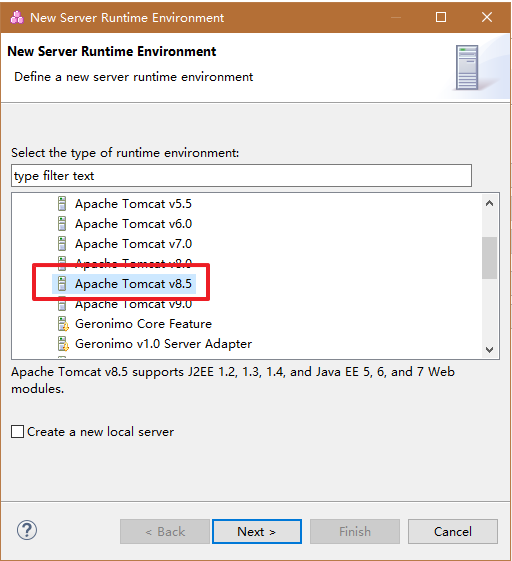 New Server Runtime Environment
New Server Runtime Environment
Define a new server runtime environment
Select the type of runtime environment:
type filter text
Apache Tomcat v5.5
Apache Tomcat v6.0
Apache Tomcat v7.0
Apache Tomcat v8.0
Apache Tomcat v8.5
Apache Tomcat v9.0
Geronimo Core Feature
Geronimo v1.0 Server Adapter
Apache Tomcat v8.5 supports J2EE 1.2, 1.3, 1.4, and Java EE 5, 6, and 7 Web
modules.
Create a new local server
? < Back Next > Finish Cancel